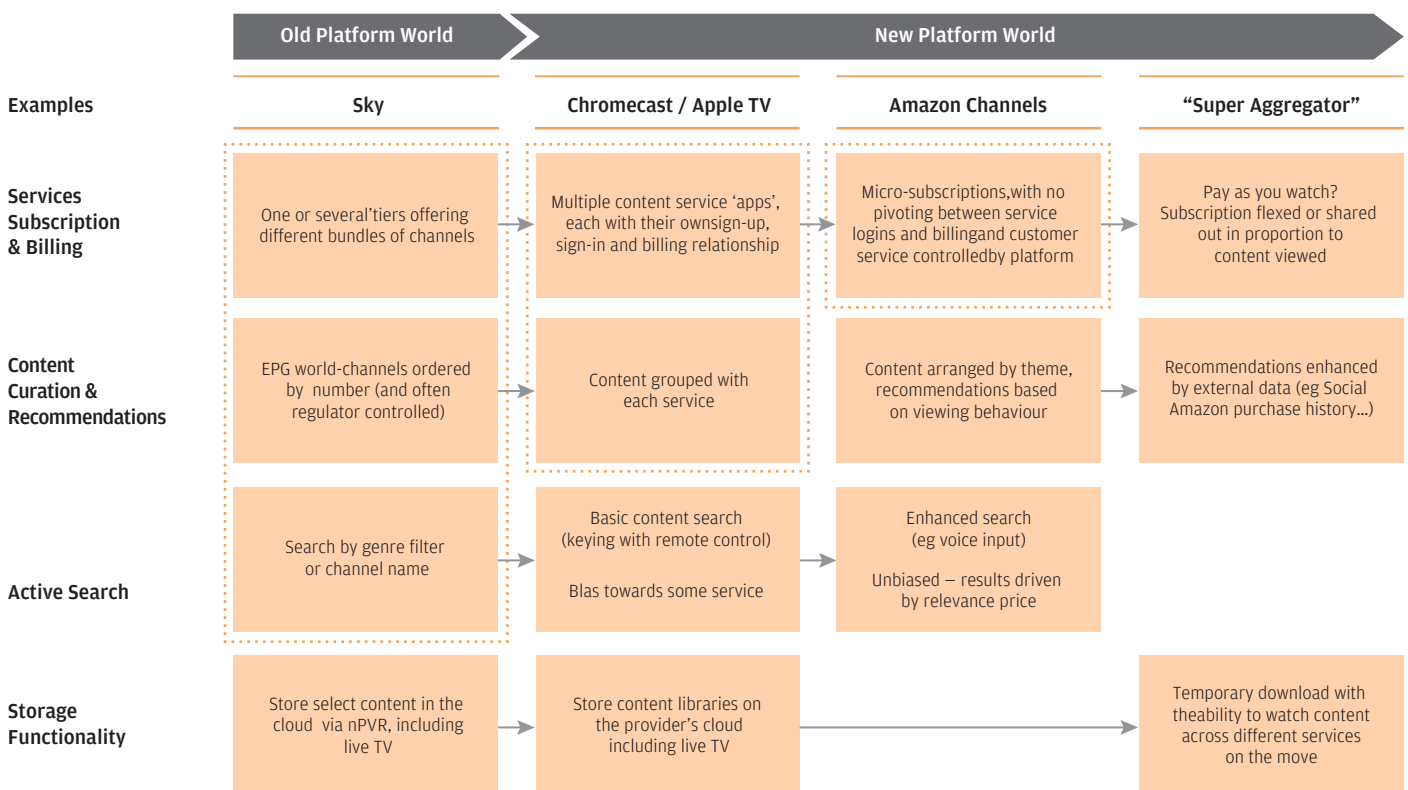 Old Platform World
New Platform World
Examples
Sky
Chromecast / Apple TV
Amazon Channels
“Super Aggregator”
Services
Subscription
& Billing
One or several'tiers offering
different bundles of channels
Multiple content service ‘apps’,
each with their ownsign-up,
sign-in and billing relationship
Micro-subscriptions,with no
pivoting between service
logins and billingand customer
service controlledby platform
Pay as you watch?
Subscription flexed or shared
out in proportion to
content viewed
Content
Curation &
Recommendations
EPG world-channels ordered
by number (and often
regulator controlled)
Content grouped with
each service
Content arranged by theme,
recommendations based
on viewing behaviour
Recommendations enhanced
by external data (eg Social
Amazon purchase history...)
Active Search
Search by genre filter
or channel name
Basic content search
(keying with remote control)
Blas towards some service
Enhanced search
(eg voice input)
Unbiased – results driven
by relevance price
Storage
Functionality
Store select content in the
cloud via nPVR, including
live TV
Store content libraries on
the provider's cloud
including live TV
Temporary download with
theability to watch content
across different services
on the move